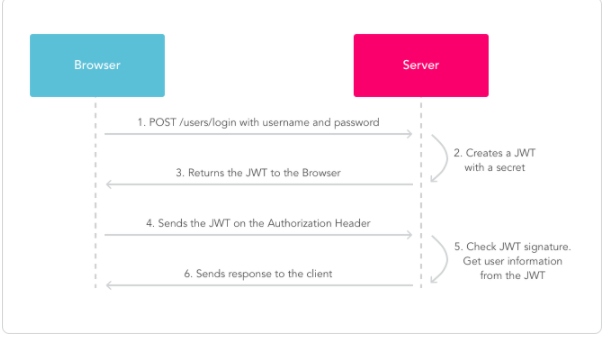 Browser
Server
1. POST /users/login with username and password
2. Creates a JWT
with a secret
3. Returns the JWT to the Browser
4. Sends the JWT on the Authorization Header
5. Check JWT signature.
Get user information
from the JWT
6. Sends response to the client